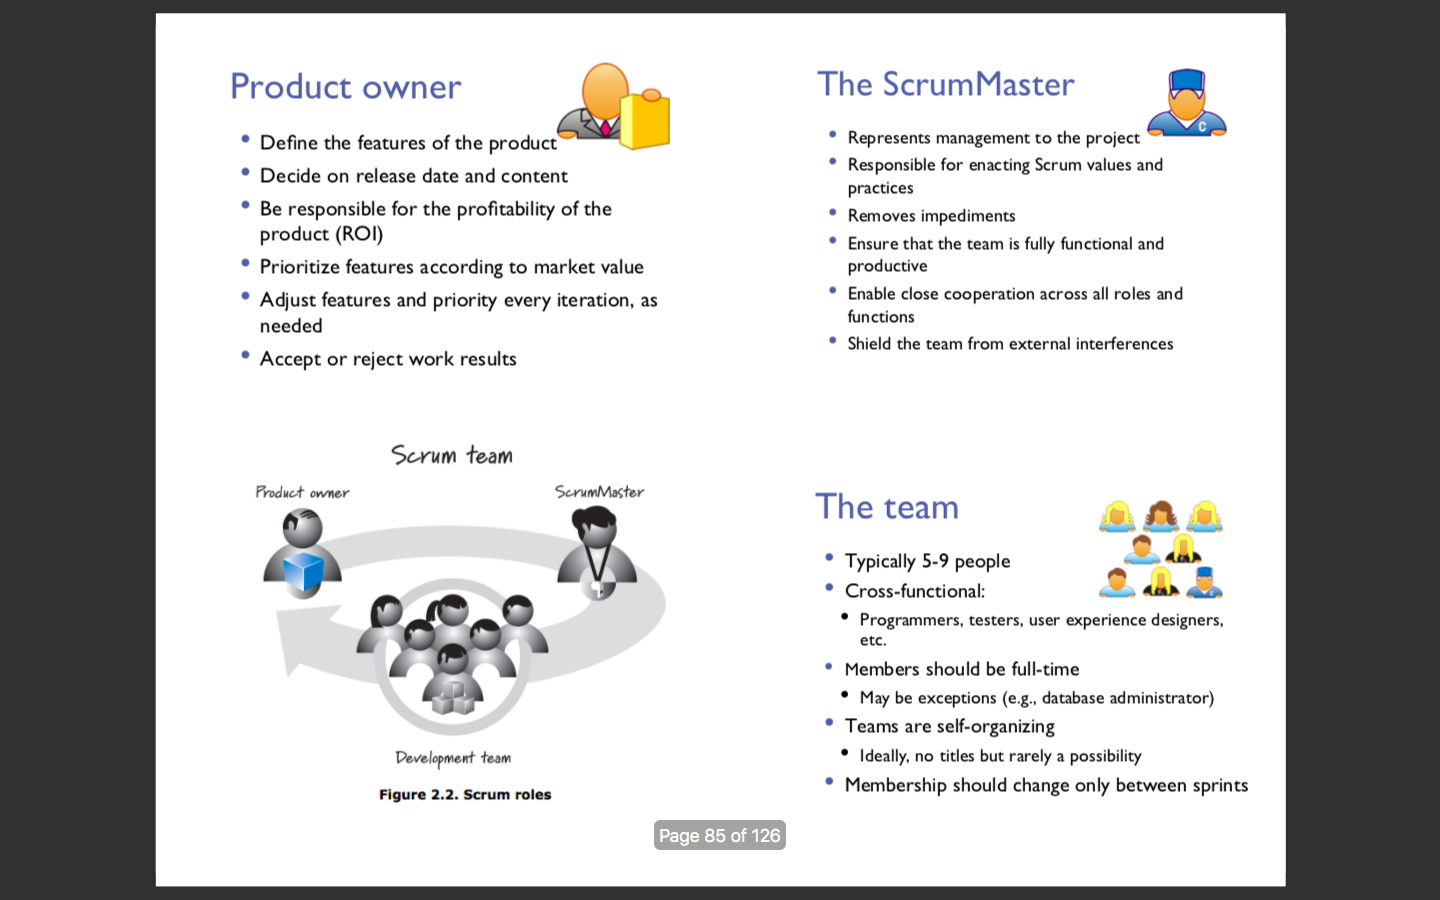 Product owner
Define the features of the product
Decide on release date and content
Be responsible for the profitability of the
product (ROI)
Prioritize features according to market value
Adjust features and priority every iteration, as
needed
Accept or reject work results
The ScrumMaster
C
Represents management to the project
Responsible for enacting Scrum values and
practices
Removes impediments
Ensure that the team is fully functional and
productive
Enable close cooperation across all roles and
functions
Shield the team from external interferences
Scrum team
Product owner
ScrumMaster
Development team
Figure 2.2. Scrum roles
The team
Typically 5-9 people
Cross-functional:
Programmers, testers, user experience designers,
etc.
Members should be full-time
May be exceptions (e.g., database administrator)
Teams are self-organizing
Ideally, no titles but rarely a possibility
Membership should change only between sprints
Page 85 of 126